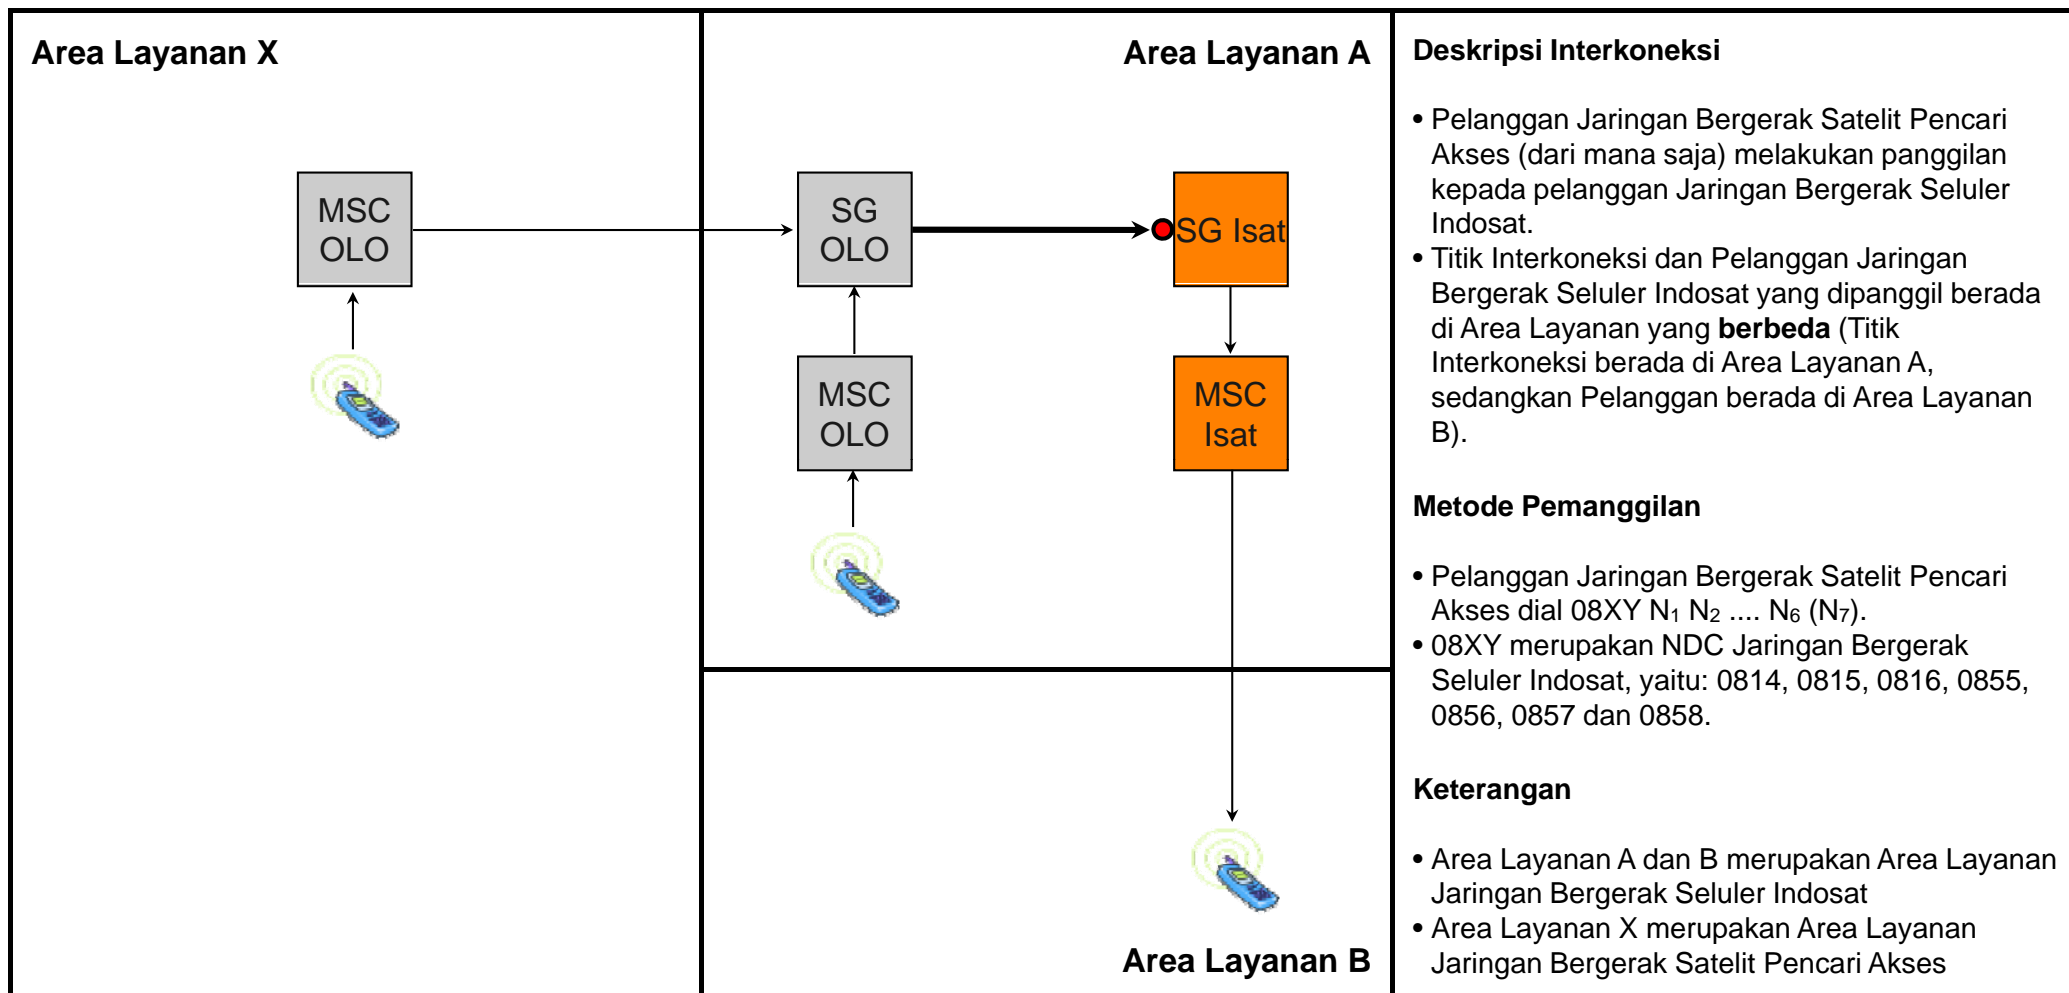 Area Layanan X
MSC
OLO
Area Layanan A
SG
OLO
SG Isat
MSC
OLO
MSC
Isat
Area Layanan B
Deskripsi Interkoneksi
• Pelanggan Jaringan Bergerak Satelit Pencari
Akses (dari mana saja) melakukan panggilan
kepada pelanggan Jaringan Bergerak Seluler
Indosat.
• Titik Interkoneksi dan Pelanggan Jaringan
Bergerak Seluler Indosat yang dipanggil berada
di Area Layanan yang berbeda (Titik
Interkoneksi berada di Area Layanan A,
sedangkan Pelanggan berada di Area Layanan
B).
Metode Pemanggilan
• Pelanggan Jaringan Bergerak Satelit Pencari
Akses dial 08XY N₁ N₂ .... N₆ (N₇).
• 08XY merupakan NDC Jaringan Bergerak
Seluler Indosat, yaitu: 0814, 0815, 0816, 0855,
0856, 0857 dan 0858.
Keterangan
• Area Layanan A dan B merupakan Area Layanan
Jaringan Bergerak Seluler Indosat
• Area Layanan X merupakan Area Layanan
Jaringan Bergerak Satelit Pencari Akses